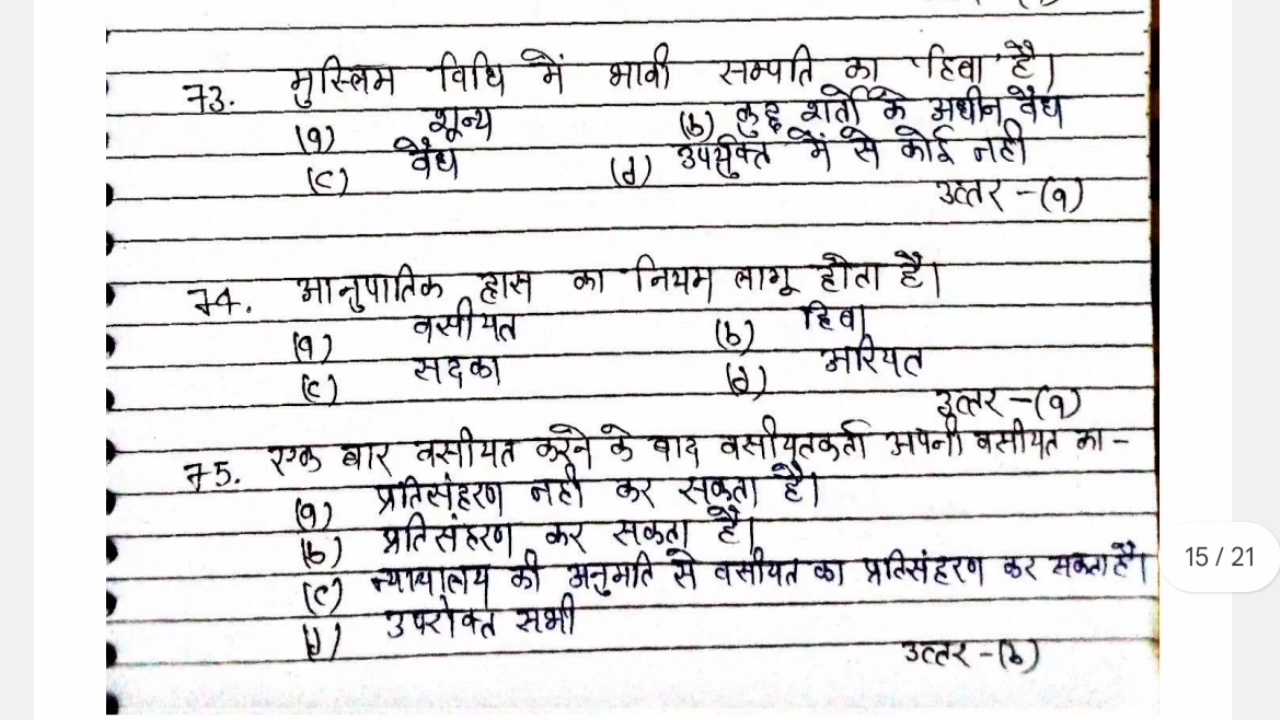 73. मुस्लिम विधि में भावी सम्पति का 'हिबा' है।
(a) शून्य (b) कुछ शर्तो के अधीन वैध
(c) वैध (d) उपर्युक्त में से कोई नही
उत्तर - (a)
74. आनुपातिक ह्रास का नियम लागू होता है।
(a) वसीयत (b) हिबा
(c) सदका (d) अरियत
उत्तर - (a)
75. एक बार वसीयत करने के बाद वसीयतकर्ता अपनी वसीयत का -
(a) प्रतिसंहरण नही कर सकता है।
(b) प्रतिसंहरण कर सकता है।
(c) न्यायालय की अनुमति से वसीयत का प्रतिसंहरण कर सकता है।
(d) उपरोक्त सभी
15 / 21
उत्तर - (b)